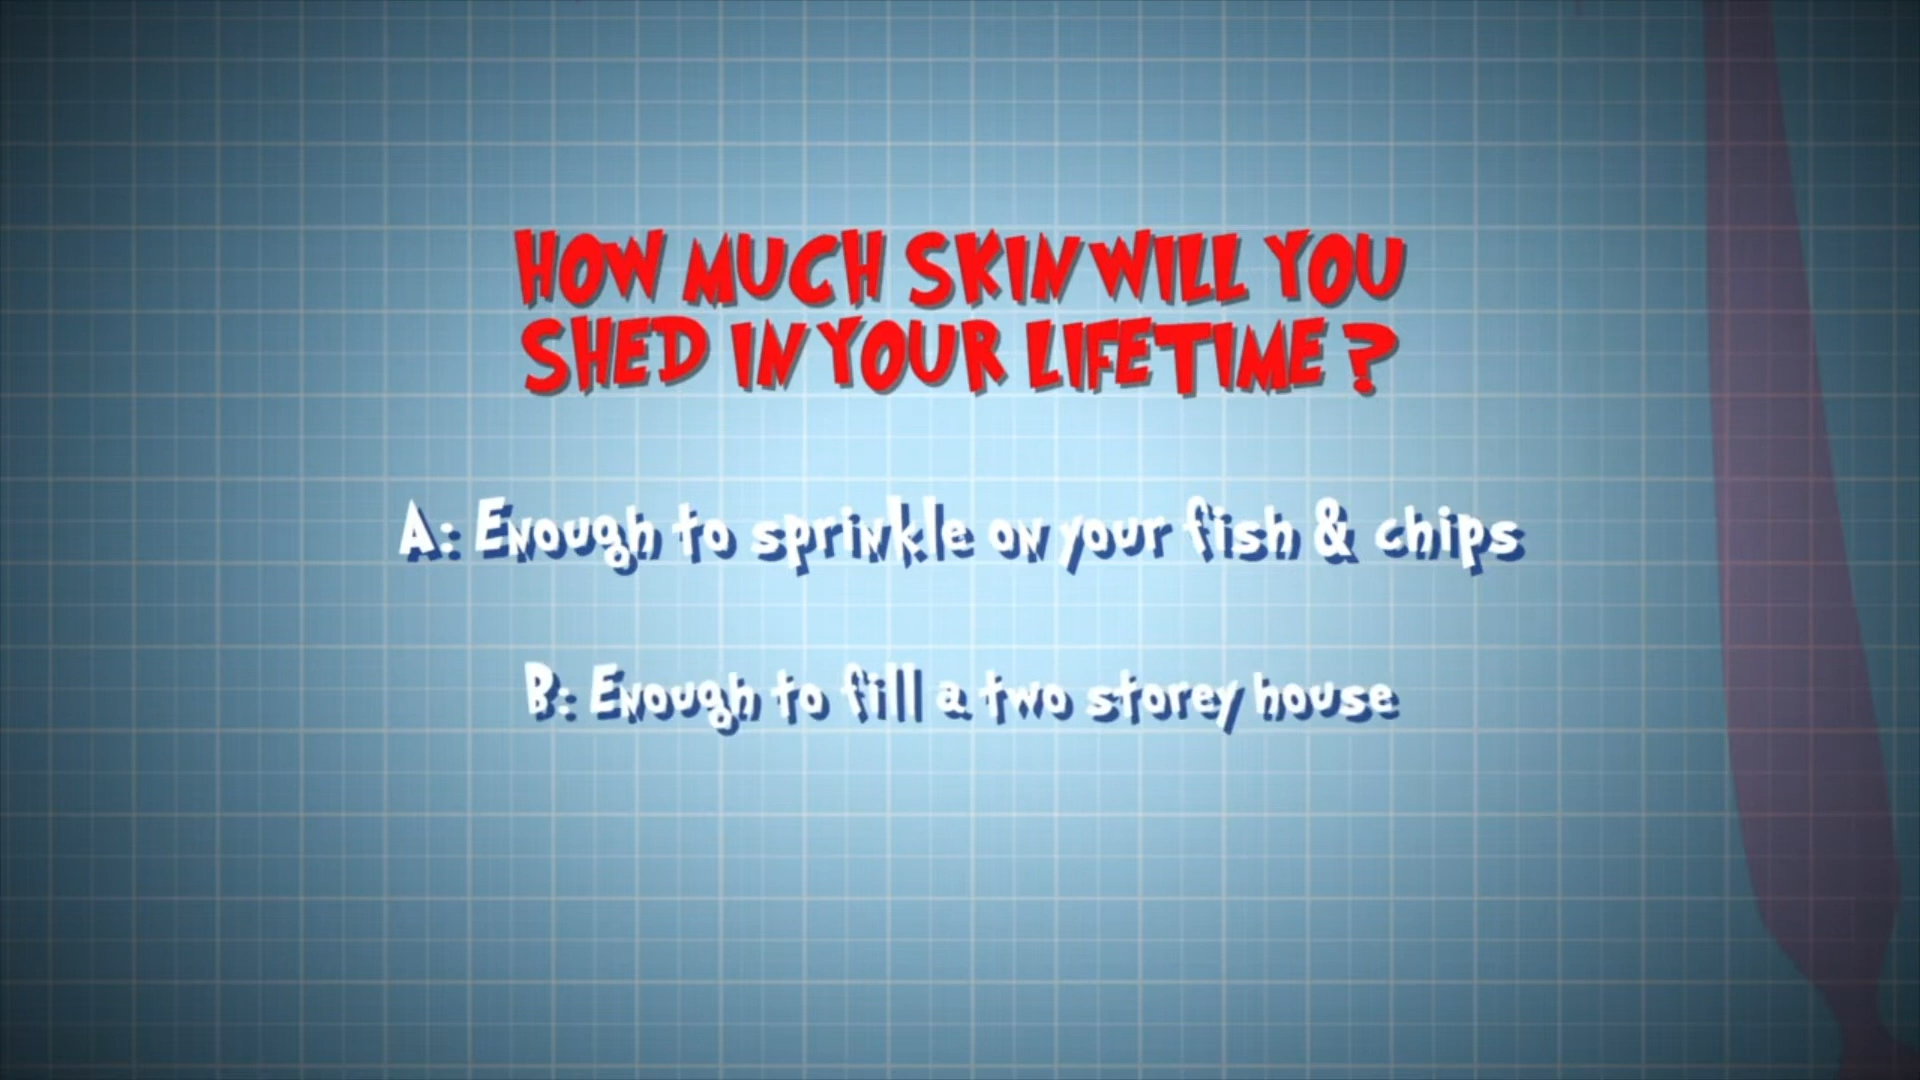 HOW MUCH SKIN WILL YOU
SHED IN YOUR LIFETIME?
A: Enough to sprinkle on your fish & chips
B: Enough to fill a two storey house